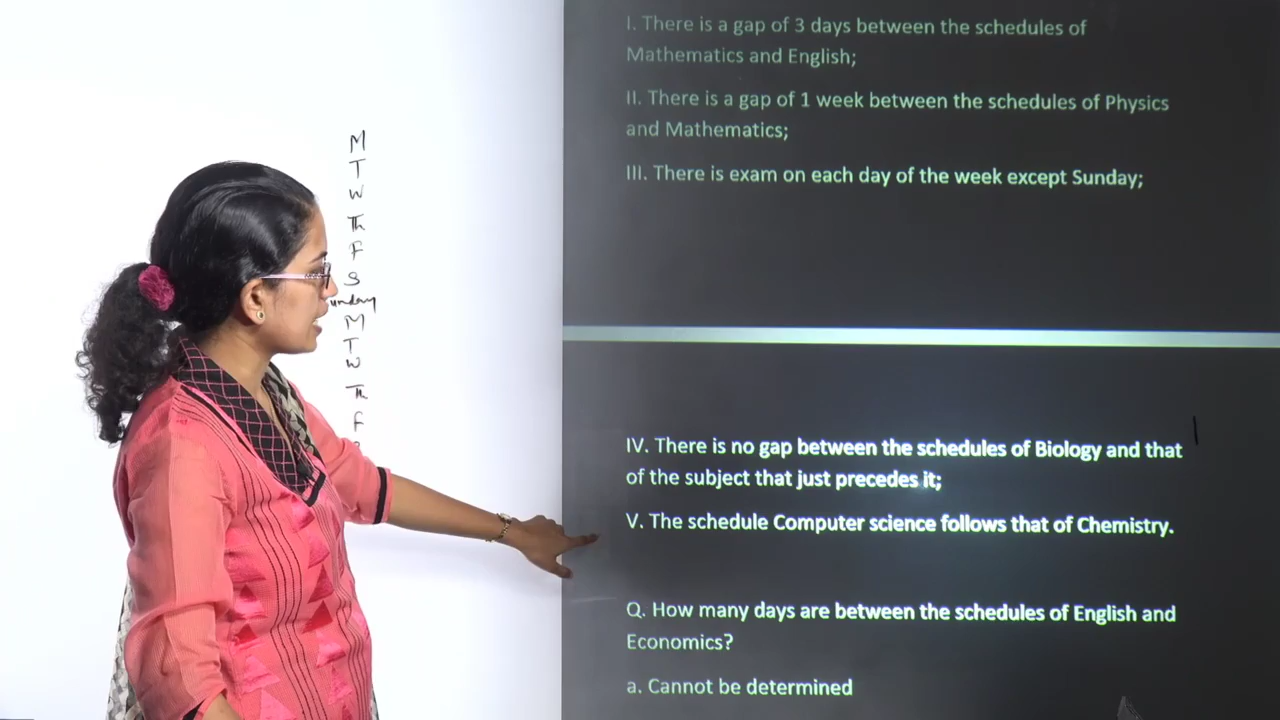 M
T
W
Th
F
S
unday
M
T
W
Th
F
I. There is a gap of 3 days between the schedules of
Mathematics and English;
II. There is a gap of 1 week between the schedules of Physics
and Mathematics;
III. There is exam on each day of the week except Sunday;
IV. There is no gap between the schedules of Biology and that
of the subject that just precedes it;
V. The schedule Computer science follows that of Chemistry.
Q. How many days are between the schedules of English and
Economics?
a. Cannot be determined